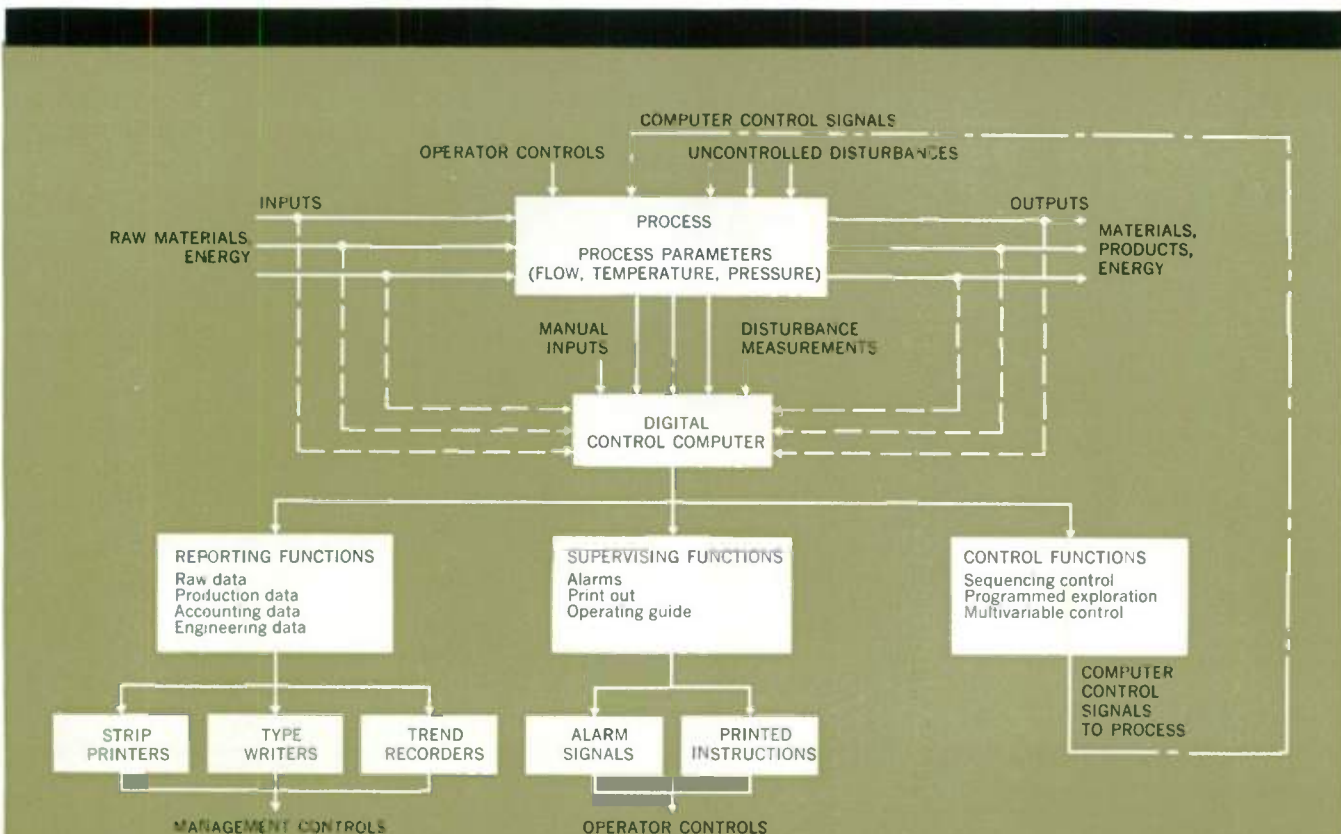 COMPUTER CONTROL SIGNALS
OPERATOR CONTROLS
UNCONTROLLED DISTURBANCES
INPUTS
OUTPUTS
RAW MATERIALS,
ENERGY
PROCESS
PROCESS PARAMETERS
(FLOW, TEMPERATURE, PRESSURE)
MATERIALS,
PRODUCTS,
ENERGY
MANUAL
INPUTS
DISTURBANCE
MEASUREMENTS
DIGITAL
CONTROL COMPUTER
REPORTING FUNCTIONS
Raw data
Production data
Accounting data
Engineering data
SUPERVISING FUNCTIONS
Alarms
Print out
Operating guide
CONTROL FUNCTIONS
Sequencing control
Programmed exploration
Multivariable control
COMPUTER
CONTROL
SIGNALS
TO PROCESS
STRIP
PRINTERS
TYPE
WRITERS
TREND
RECORDERS
ALARM
SIGNALS
PRINTED
INSTRUCTIONS
MANAGEMENT CONTROLS
OPERATOR CONTROLS